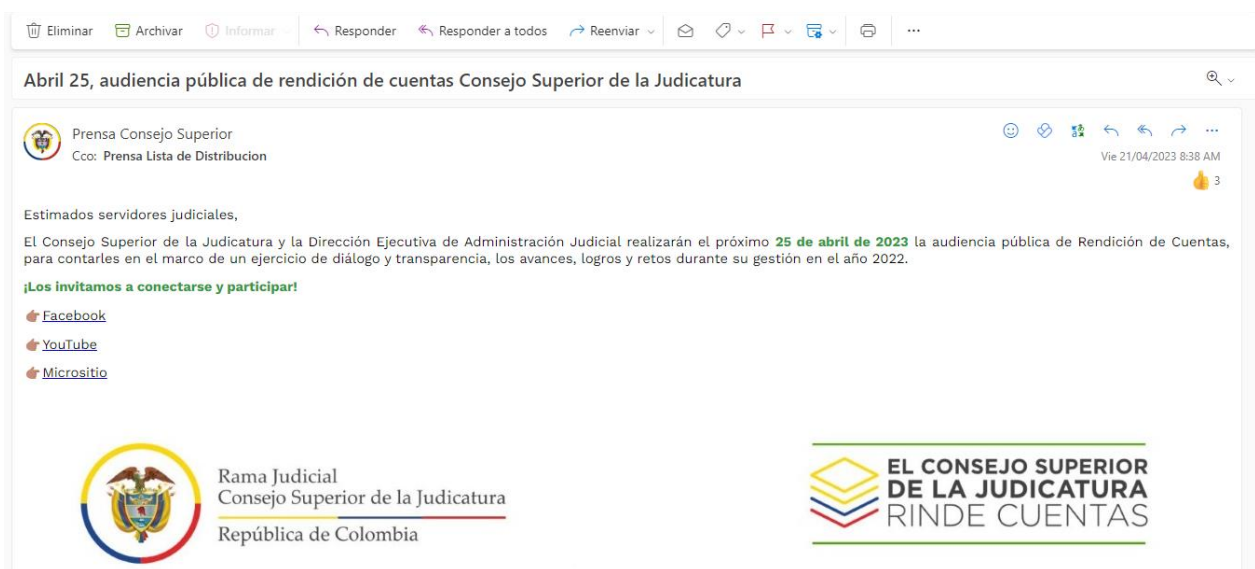 Eliminar Archivar Informar Responder Responder a todos Reenviar ...
Abril 25, audiencia pública de rendición de cuentas Consejo Superior de la Judicatura
Prensa Consejo Superior
Cco: Prensa Lista de Distribucion
Vie 21/04/2023 8:38 AM
3
Estimados servidores judiciales,
El Consejo Superior de la Judicatura y la Dirección Ejecutiva de Administración Judicial realizarán el próximo 25 de abril de 2023 la audiencia pública de Rendición de Cuentas,
para contarles en el marco de un ejercicio de diálogo y transparencia, los avances, logros y retos durante su gestión en el año 2022.
¡Los invitamos a conectarse y participar!
Facebook
YouTube
Micrositio
Rama Judicial
Consejo Superior de la Judicatura
República de Colombia
EL CONSEJO SUPERIOR
DE LA JUDICATURA
RINDE CUENTAS